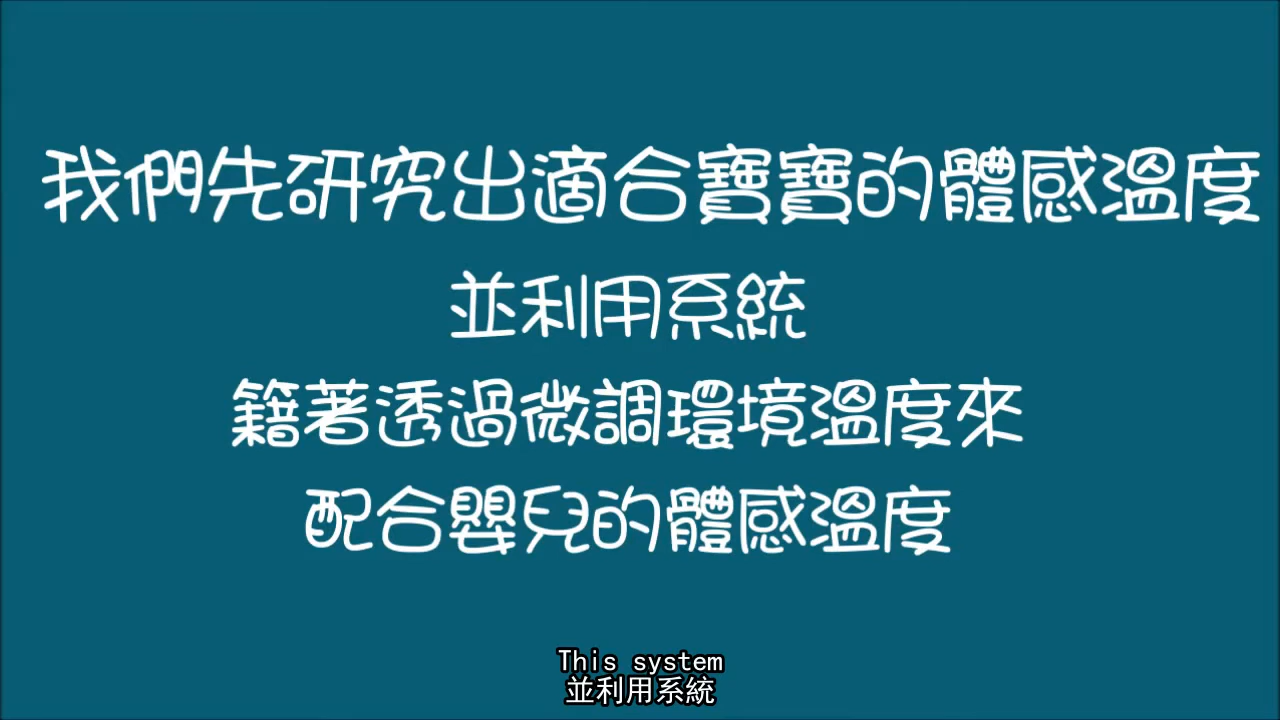 我們先研究出適合寶寶的體感溫度
並利用系統
籍著透過微調環境溫度來
配合嬰兒的體感溫度
This system
並利用系統